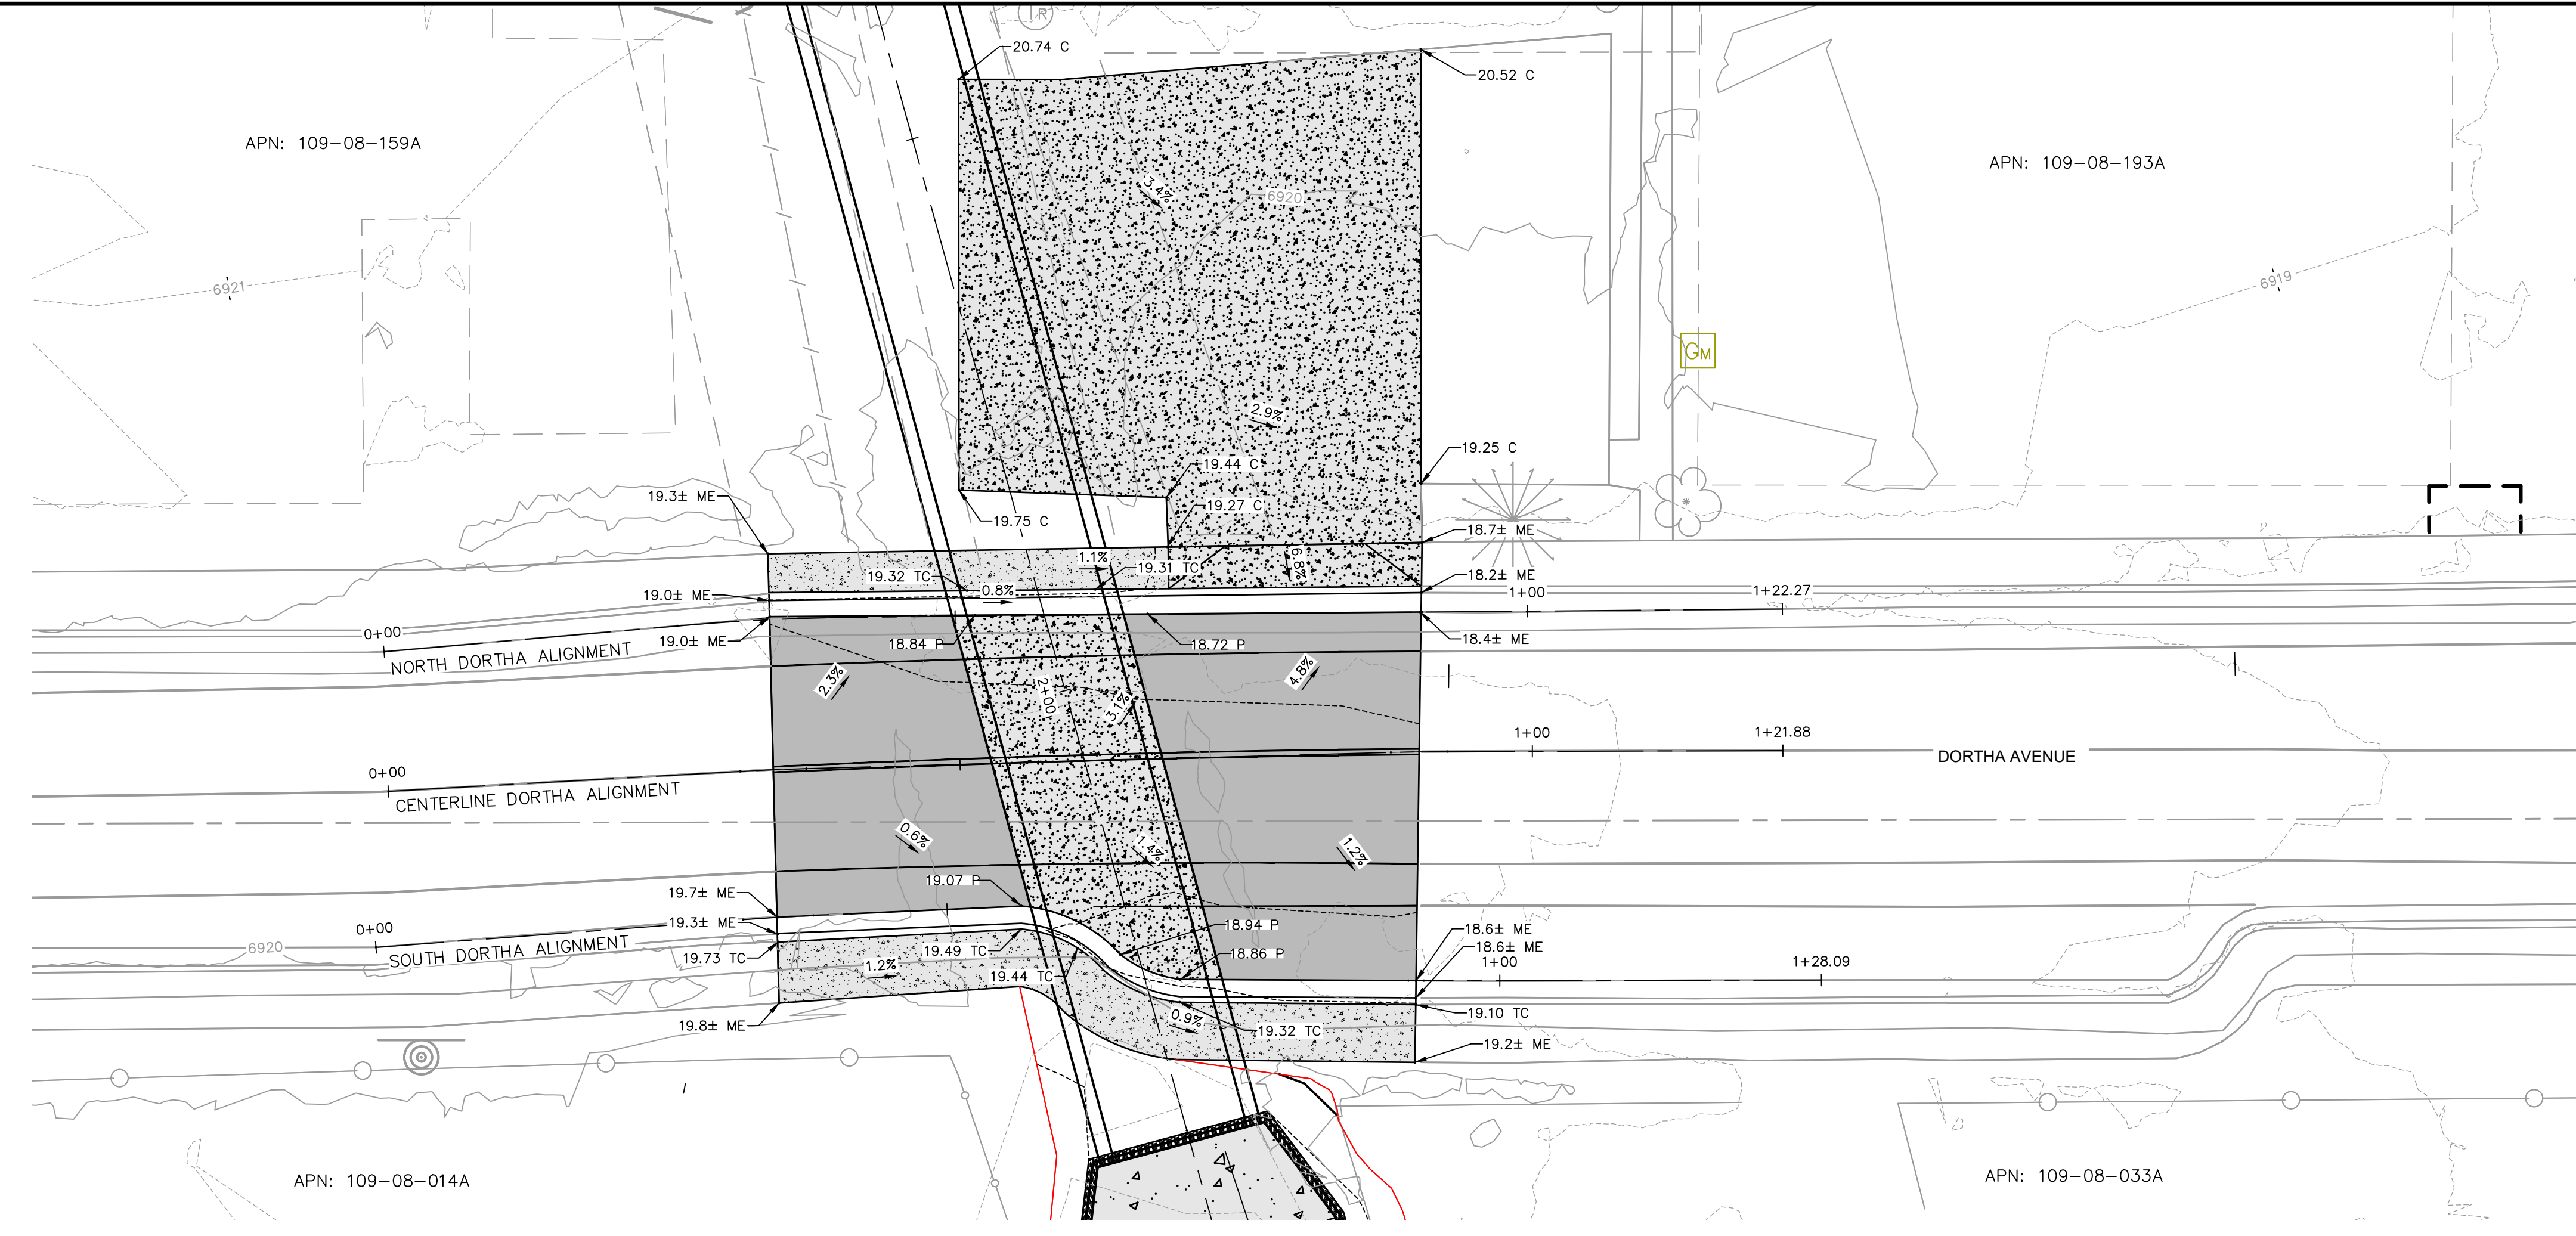 TR
20.74 C
20.52 C
APN: 109-08-159A
APN: 109-08-193A
3.4%
6920
6921
6919
GM
2.9%
19.25 C
19.44 C
19.3± ME
19.27 C
19.75 C
18.7± ME
1.1%
6.8%
19.31 TC
19.32 TC
18.2± ME
0.8%
19.0± ME
1+00
1+22.27
0+00
19.0± ME
18.84 P
18.72 P
18.4± ME
NORTH DORTHA ALIGNMENT
2.3%
4.8%
2+00
3.1%
1+00
1+21.88
DORTHA AVENUE
0+00
CENTERLINE DORTHA ALIGNMENT
0.6%
1.4%
1.2%
19.07 P
19.7± ME
19.3± ME
18.94 P
18.6± ME
0+00
6920
SOUTH DORTHA ALIGNMENT
19.73 TC
19.49 TC
18.86 P
18.6± ME
1.2%
19.44 TC
1+00
1+28.09
19.10 TC
0.9%
19.32 TC
19.8± ME
19.2± ME
APN: 109-08-014A
APN: 109-08-033A